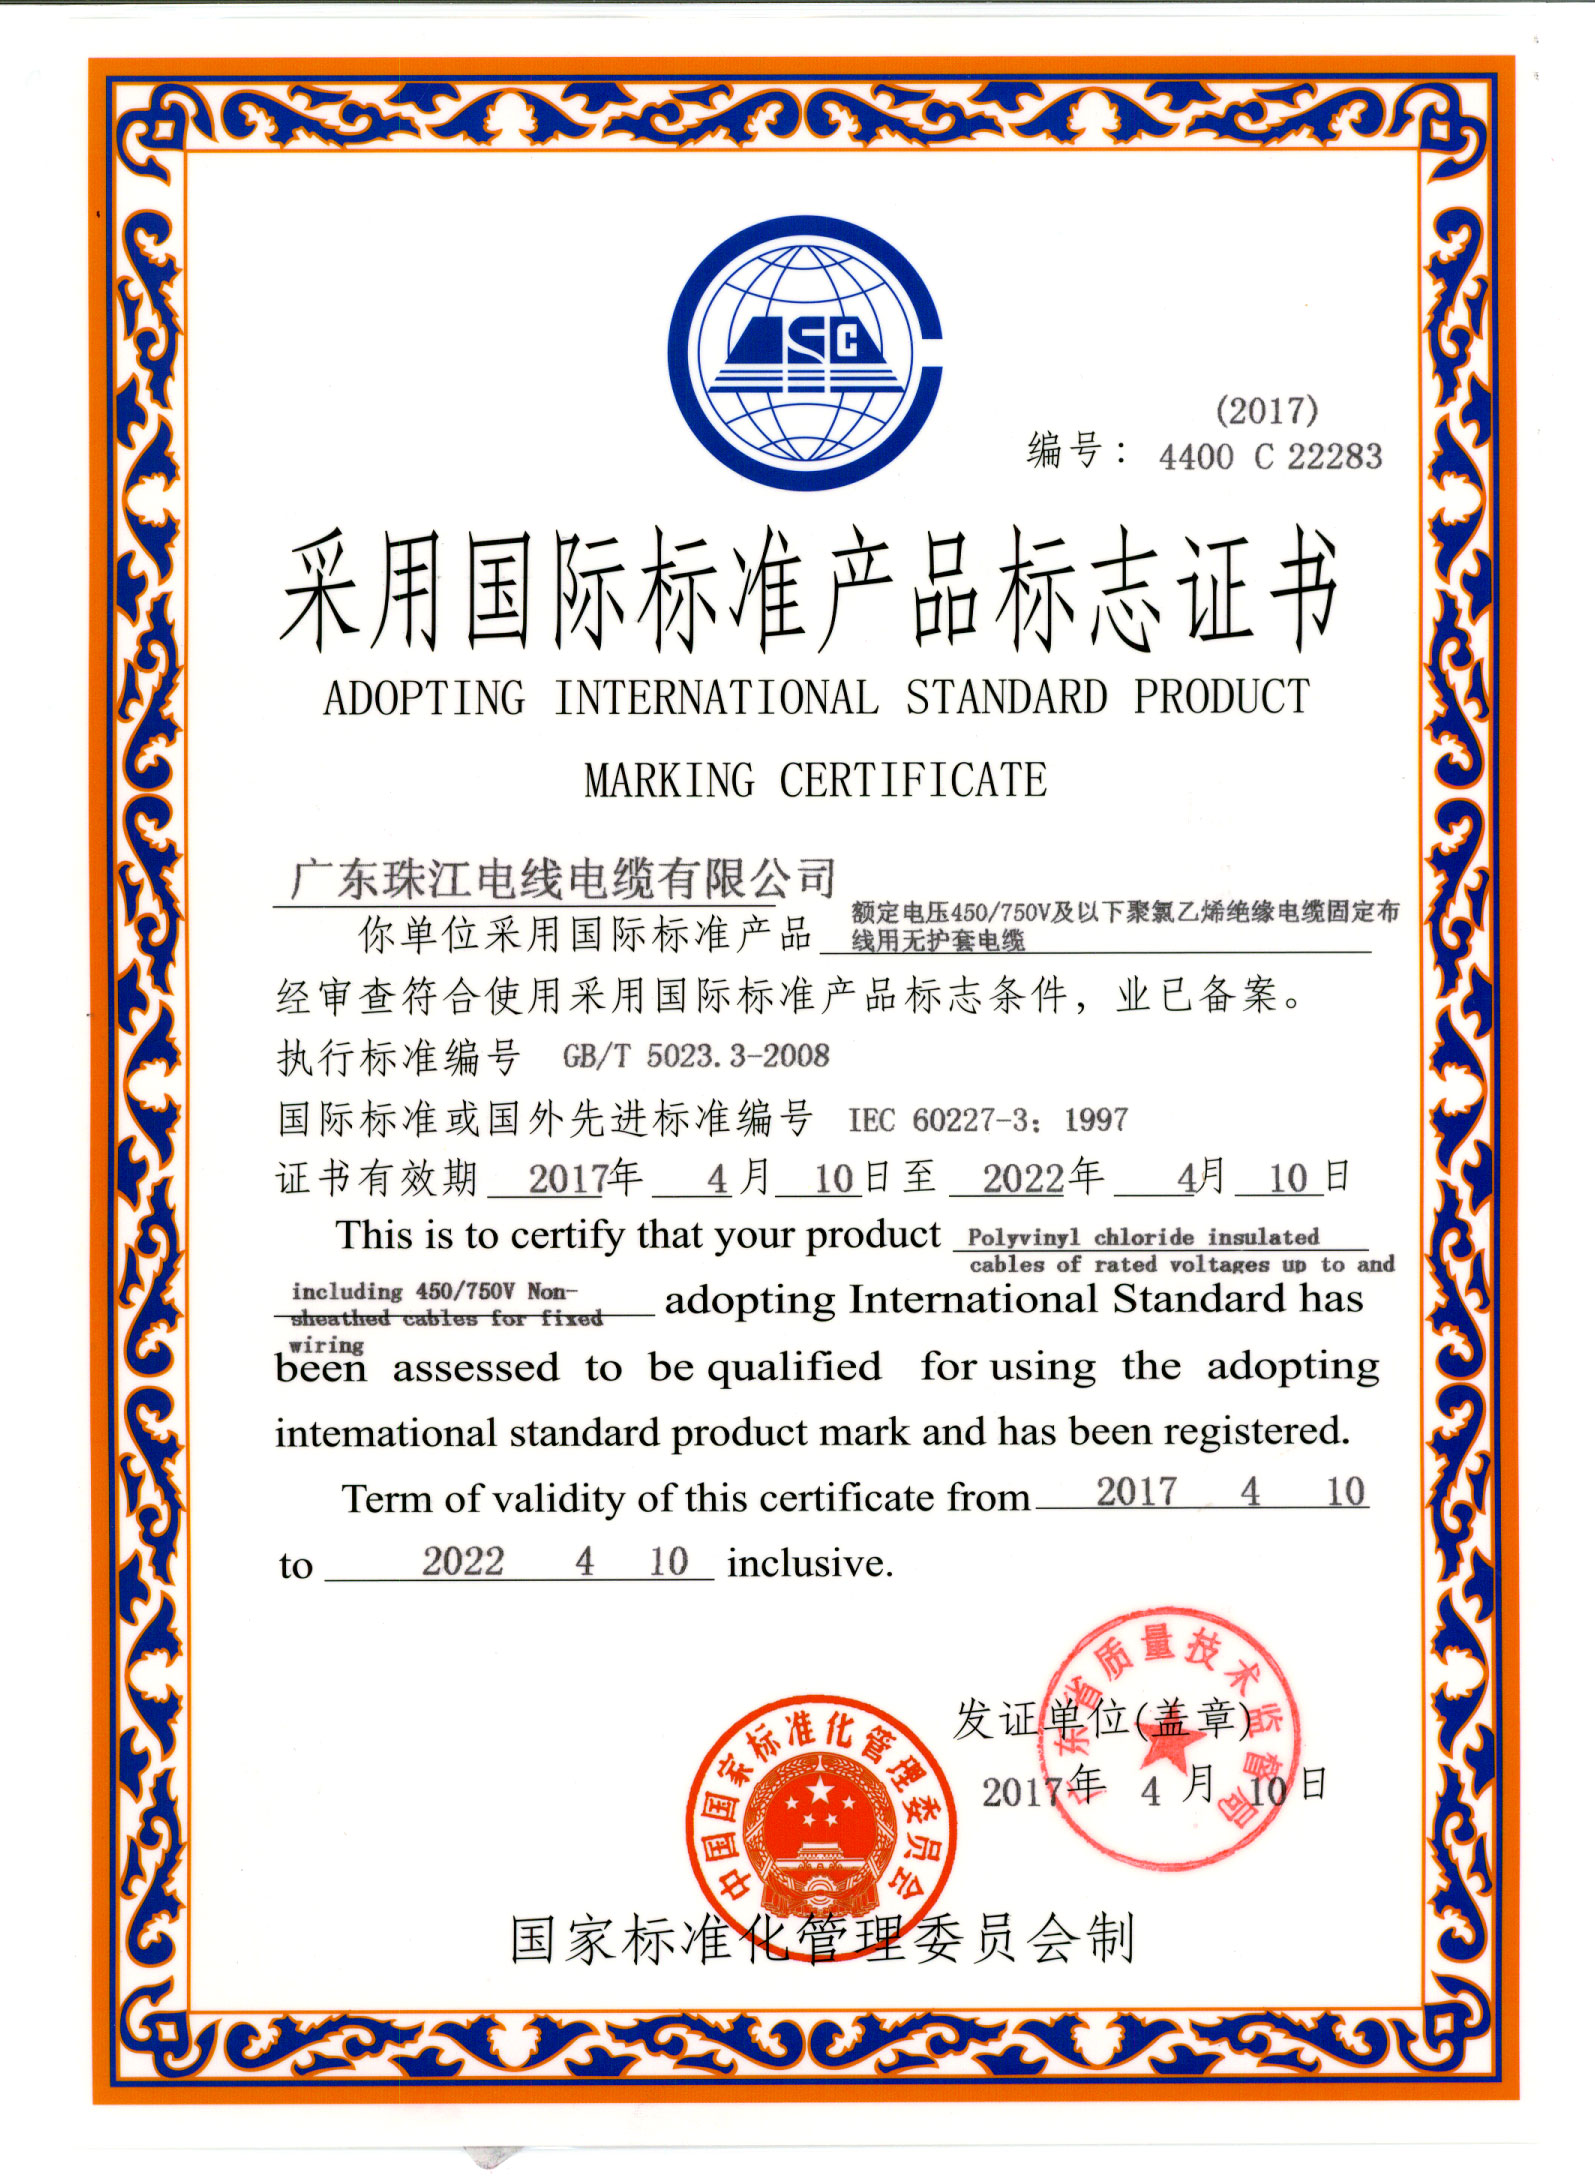 (2017)
编号： 4400 C 22283
采用国际标准产品标志证书
ADOPTING INTERNATIONAL STANDARD PRODUCT
MARKING CERTIFICATE
广东珠江电线电缆有限公司
额定电压450/750V及以下聚氯乙烯绝缘电缆固定布
你单位采用国际标准产品 线用无护套电缆
经审查符合使用采用国际标准产品标志条件，业已备案。
执行标准编号 GB/T 5023.3-2008
国际标准或国外先进标准编号 IEC 60227-3: 1997
证书有效期 2017年 4月 10日至 2022年 4月 10日
This is to certify that your product Polyvinyl chloride insulated
cables of rated voltages up to and
including 450/750V Non-
sheathed cables for fixed
wiring
adopting International Standard has
been assessed to be qualified for using the adopting
intemational standard product mark and has been registered.
Term of validity of this certificate from 2017 4 10
to 2022 4 10 inclusive.
广东省质量技术监督局
发证单位(盖章)
2017年 4月 10日
中国国家标准化管理委员会
国家标准化管理委员会制